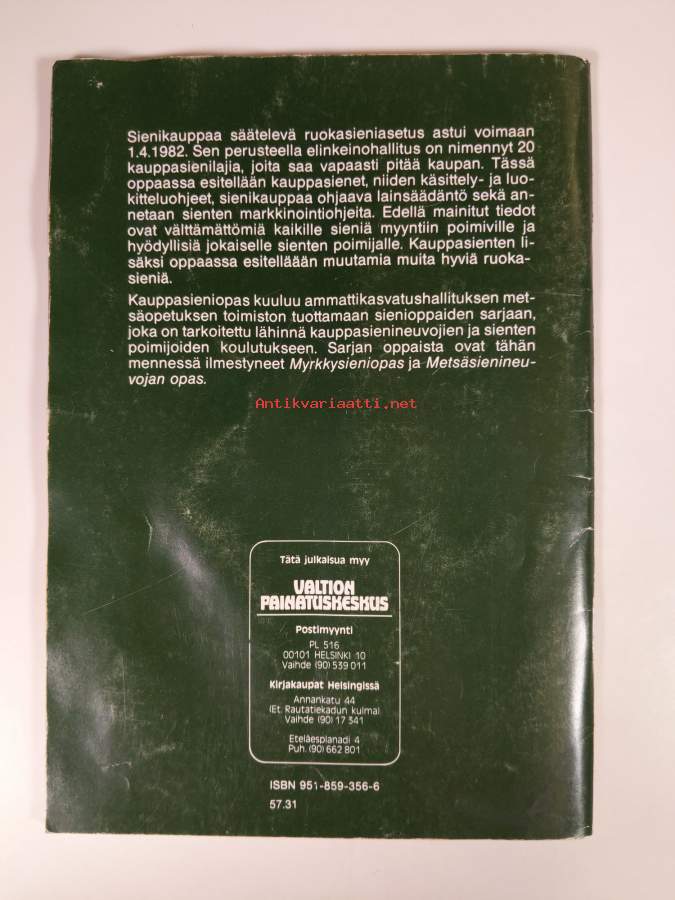 Sienikauppaa säätelevä ruokasieniasetus astui voimaan
1.4.1982. Sen perusteella elinkeinohallitus on nimennyt 20
kauppasienilajia, joita saa vapaasti pitää kaupan. Tässä
oppaassa esitellään kauppasienet, niiden käsittely- ja luo-
kitteluohjeet, sienikauppaa ohjaava lainsäädäntö sekä an-
netaan sienten markkinointiohjeita. Edellä mainitut tiedot
ovat välttämättömiä kaikille sieniä myyntiin poimiville ja
hyödyllisiä jokaiselle sienten poimijalle. Kauppasienten li-
säksi oppaassa esitelläään muutamia muita hyviä ruoka-
sieniä.
Kauppasieniopas kuuluu ammattikasvatushallituksen met-
säopetuksen toimiston tuottamaan sienioppaiden sarjaan,
joka on tarkoitettu lähinnä kauppasienineuvojien ja sienten
poimijoiden koulutukseen. Sarjan oppaista ovat tähän
mennessä ilmestyneet Myrkkysieniopas ja Metsäsienineu-
vojan opas.
Antikvariaatti.net
Tätä julkaisua myy
VALTION
PAINATUSKESKUS
Postimyynti
PL 516
00101 HELSINKI 10
Vaihde (90) 539 011
Kirjakaupat Helsingissä
Annankatu 44
(Et. Rautatiekadun kulma)
Vaihde (90) 17 341
Eteläesplanadi 4
Puh. (90) 662 801
ISBN 951-859-356-6
57.31